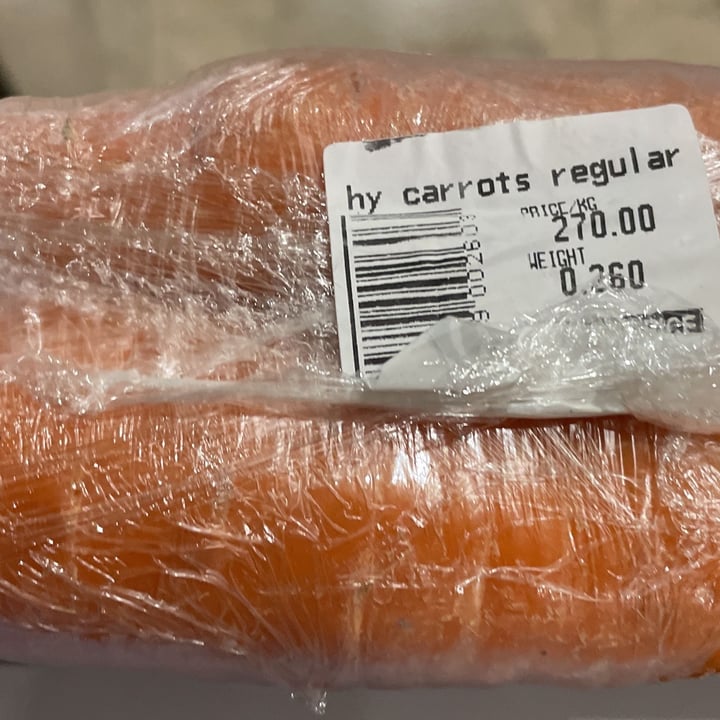 hy carrots regular
PRICE/KG
270.00
WEIGHT
0.260